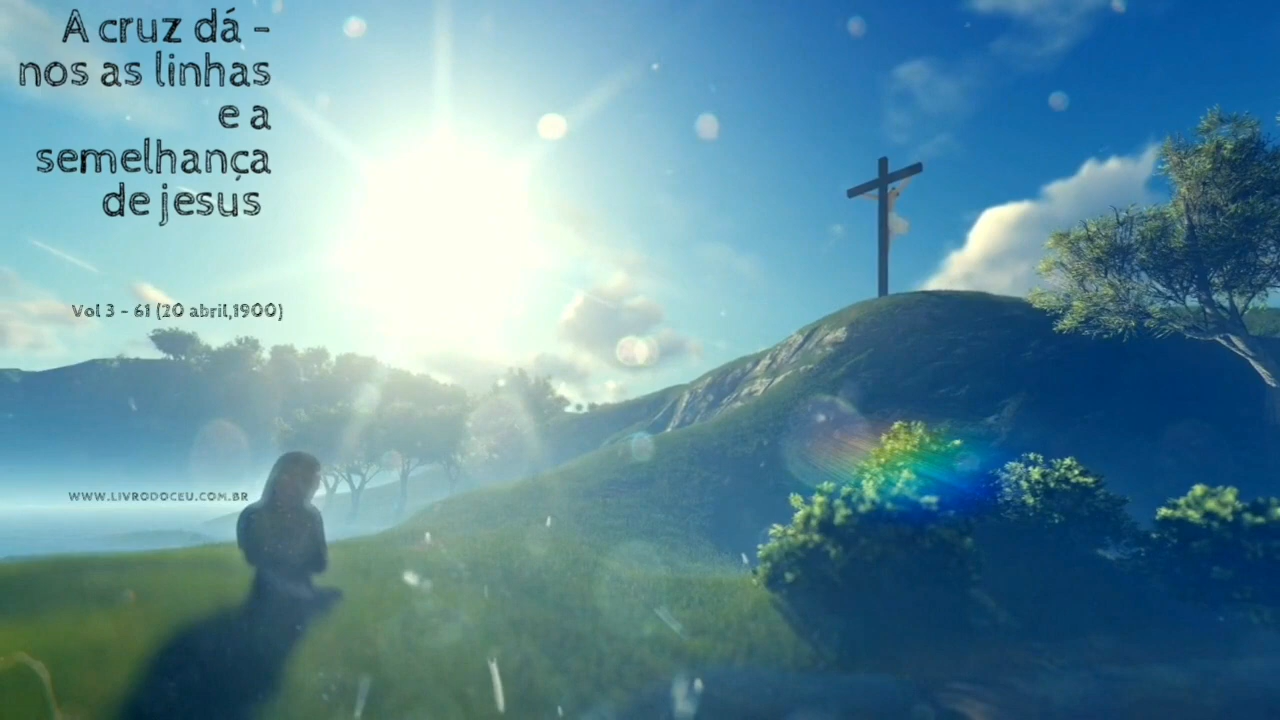 A cruz dá -
nos as linhas
e a
semelhança
de jesus
Vol 3 - 61 (20 abril,1900)
WWW.LIVRODOCEU.COM.BR